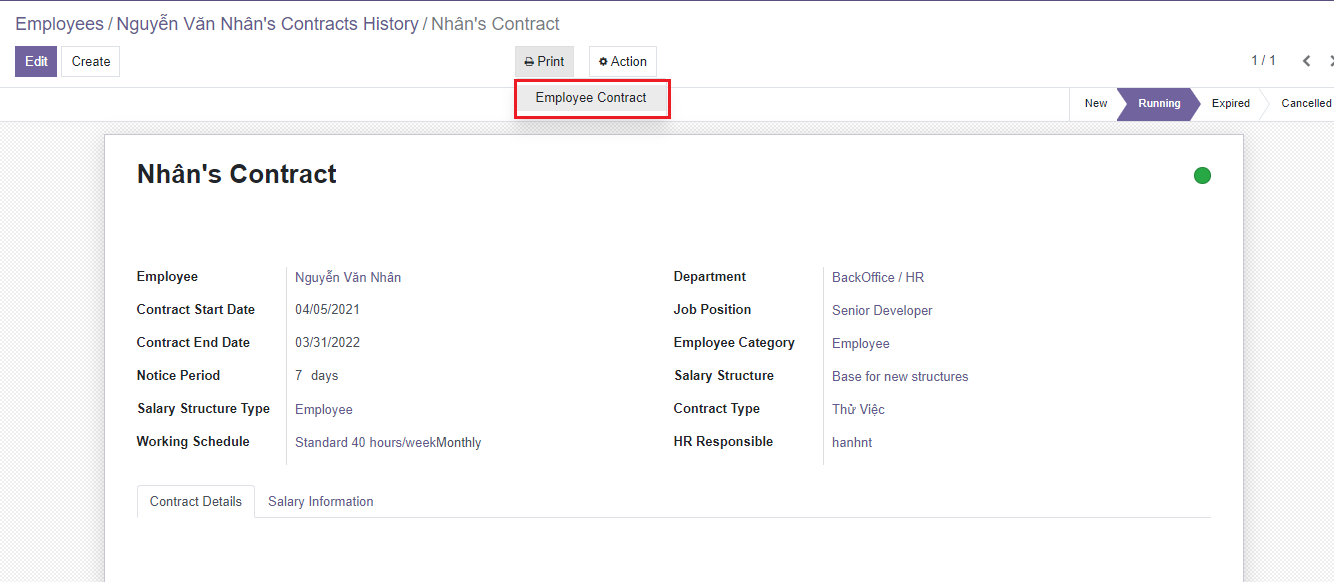 Employees / Nguyễn Văn Nhân's Contracts History / Nhân's Contract
Edit Create Print Action 1 / 1
Employee Contract
New Running Expired Cancelled
Nhân's Contract
Employee Nguyễn Văn Nhân Department BackOffice / HR
Contract Start Date 04/05/2021 Job Position Senior Developer
Contract End Date 03/31/2022 Employee Category Employee
Notice Period 7 days Salary Structure Base for new structures
Salary Structure Type Employee Contract Type Thử Việc
Working Schedule Standard 40 hours/weekMonthly HR Responsible hanhnt
Contract Details Salary Information